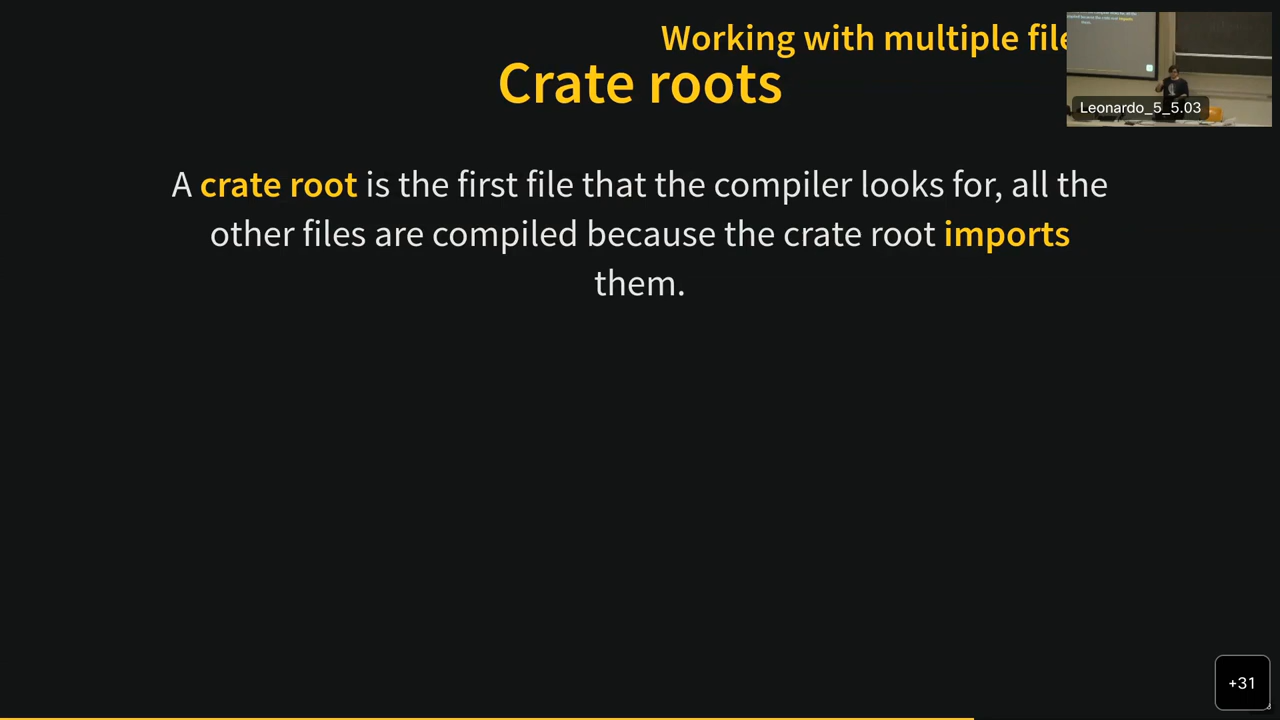 Working with multiple file
Crate roots
Leonardo_5_5.03
A crate root is the first file that the compiler looks for, all the
other files are compiled because the crate root imports
them.
+31